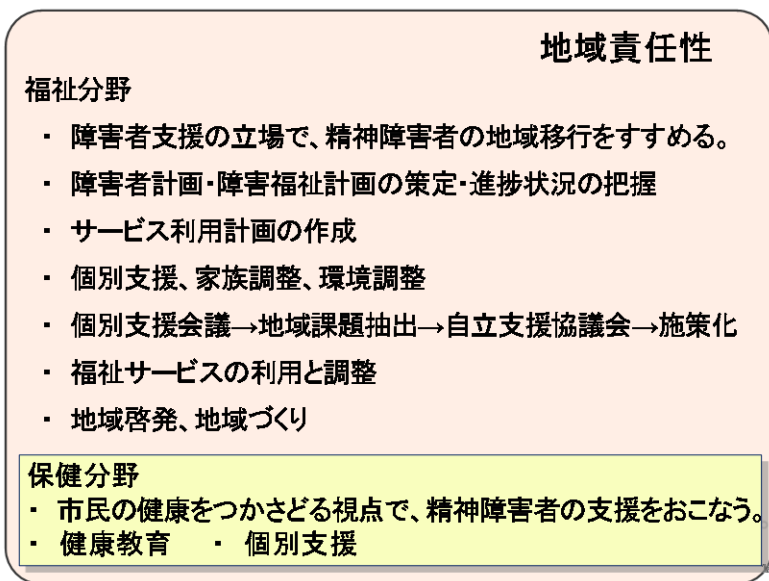 地域責任性
福祉分野
・ 障害者支援の立場で、精神障害者の地域移行をすすめる。
・ 障害者計画・障害福祉計画の策定・進捗状況の把握
・ サービス利用計画の作成
・ 個別支援、家族調整、環境調整
・ 個別支援会議→地域課題抽出→自立支援協議会→施策化
・ 福祉サービスの利用と調整
・ 地域啓発、地域づくり
保健分野
・ 市民の健康をつかさどる視点で、精神障害者の支援をおこなう。
・ 健康教育 ・ 個別支援